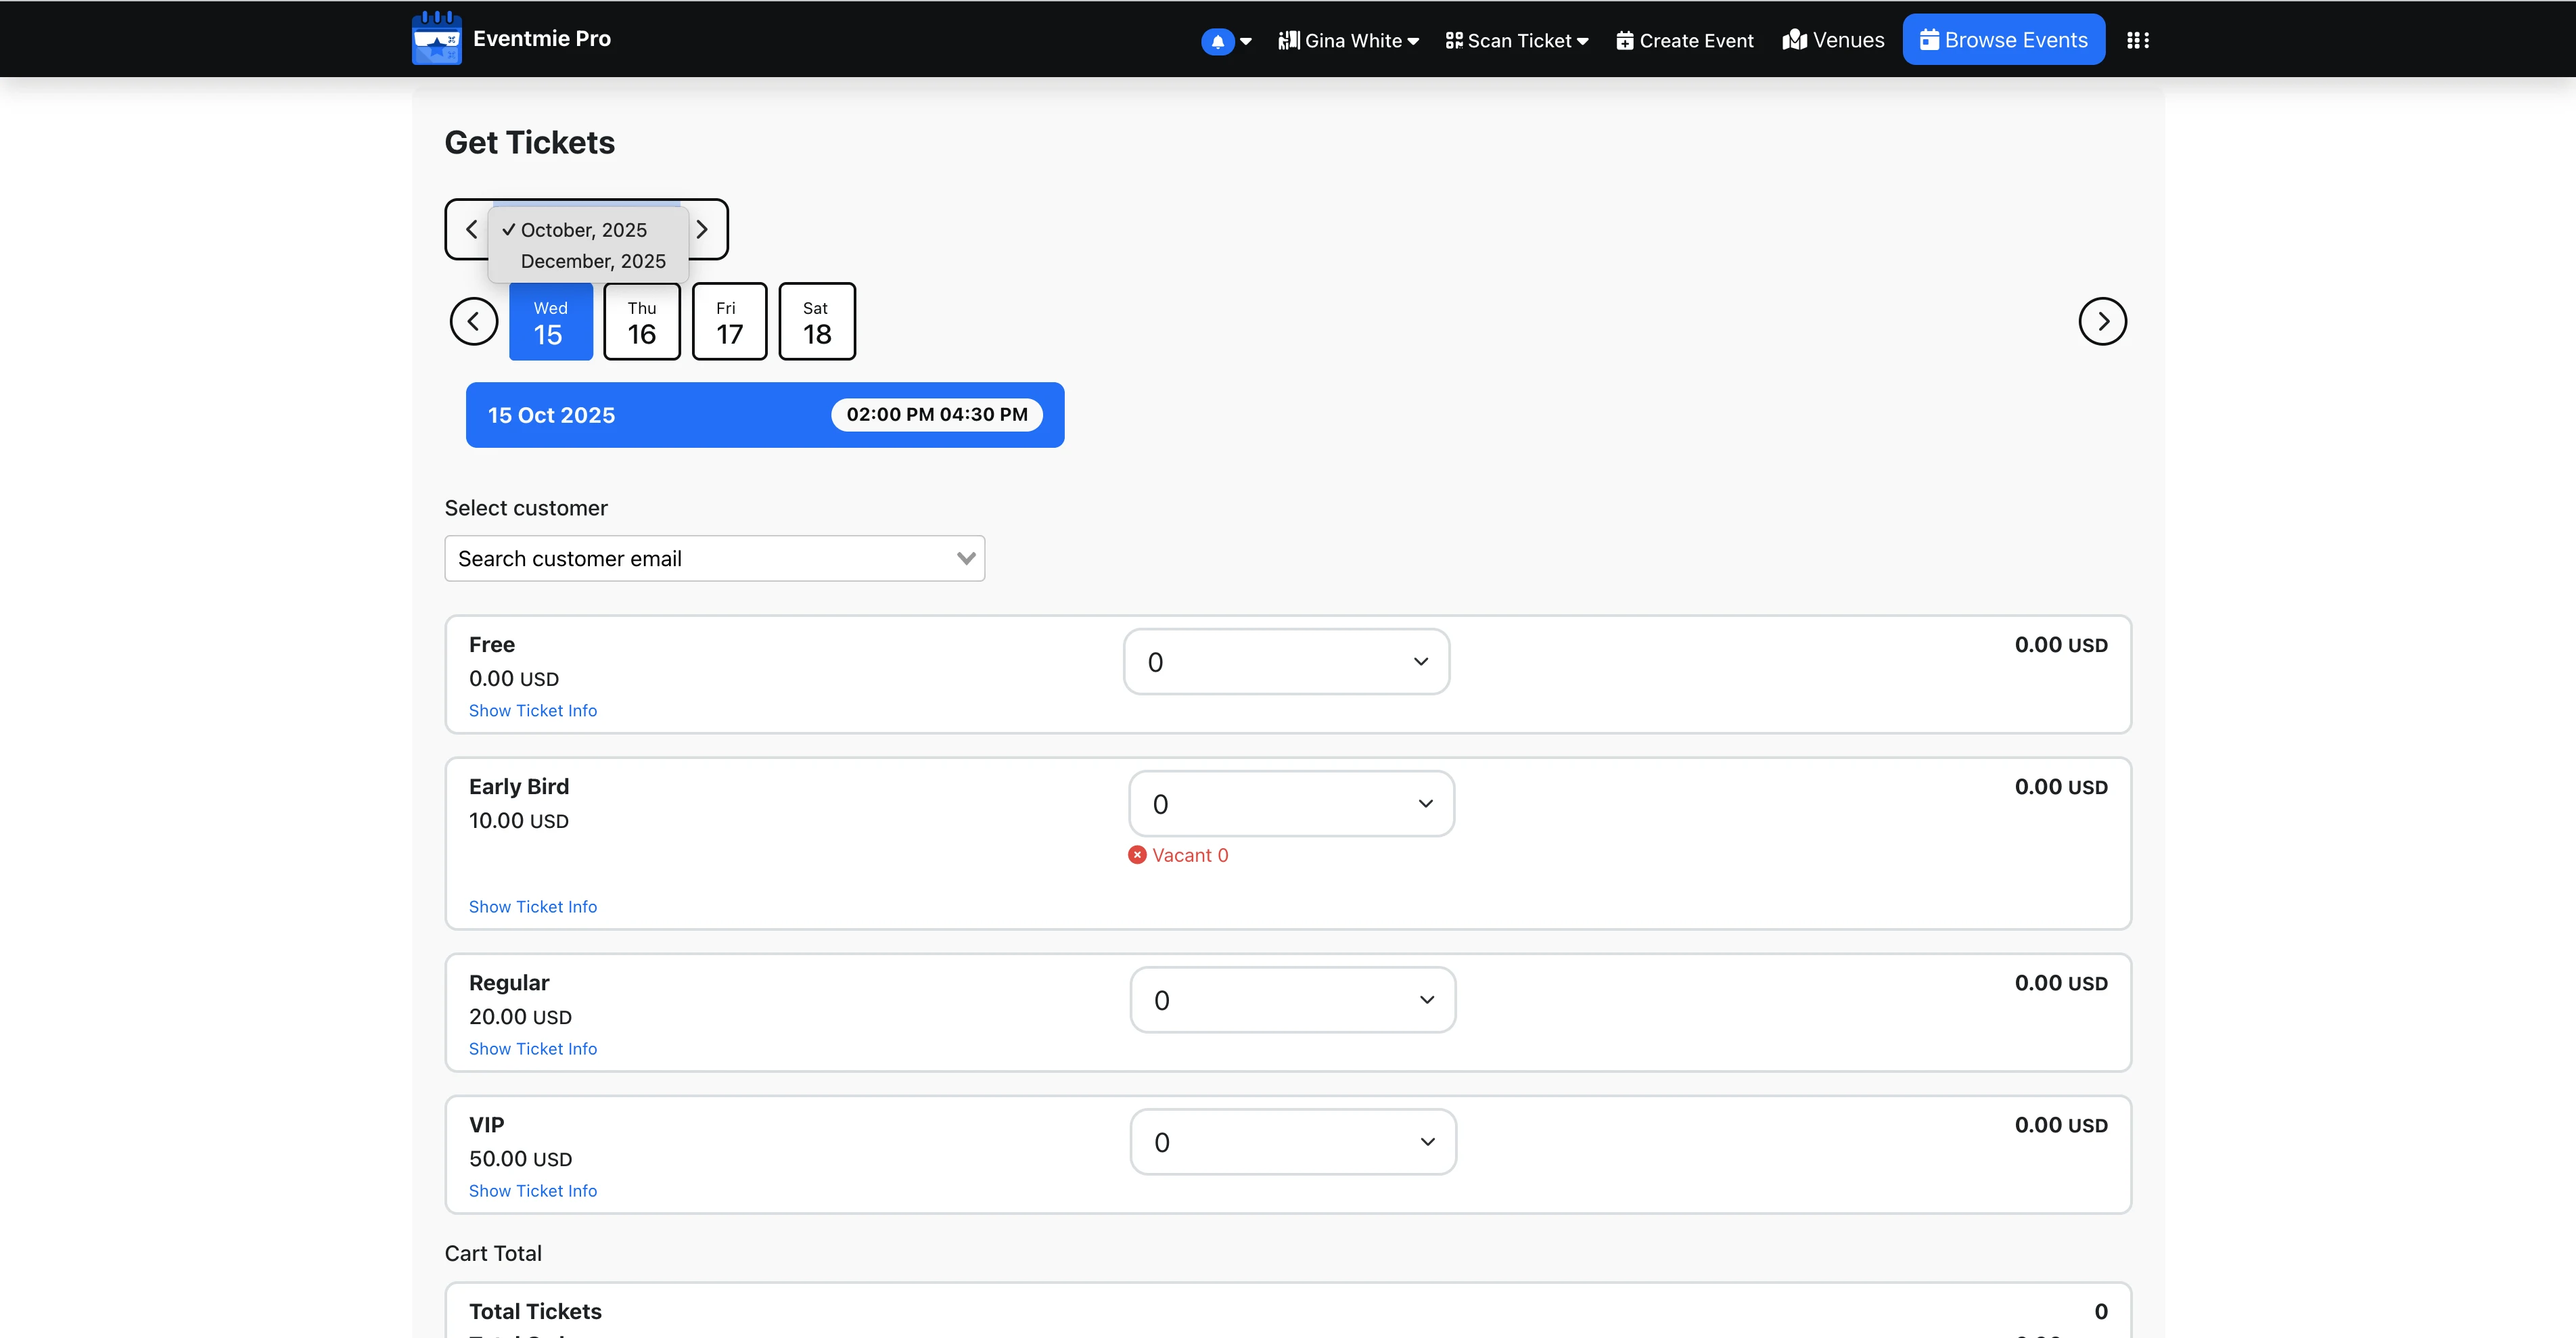 Eventmie Pro
Gina White
Scan Ticket
Create Event
Venues
Browse Events
Get Tickets
October, 2025
December, 2025
Wed
15
Thu
16
Fri
17
Sat
18
15 Oct 2025
02:00 PM 04:30 PM
Select customer
Search customer email
Free
0
0.00 USD
0.00 USD
Show Ticket Info
Early Bird
0
0.00 USD
10.00 USD
Vacant 0
Show Ticket Info
Regular
0
0.00 USD
20.00 USD
Show Ticket Info
VIP
0
0.00 USD
50.00 USD
Show Ticket Info
Cart Total
Total Tickets
0